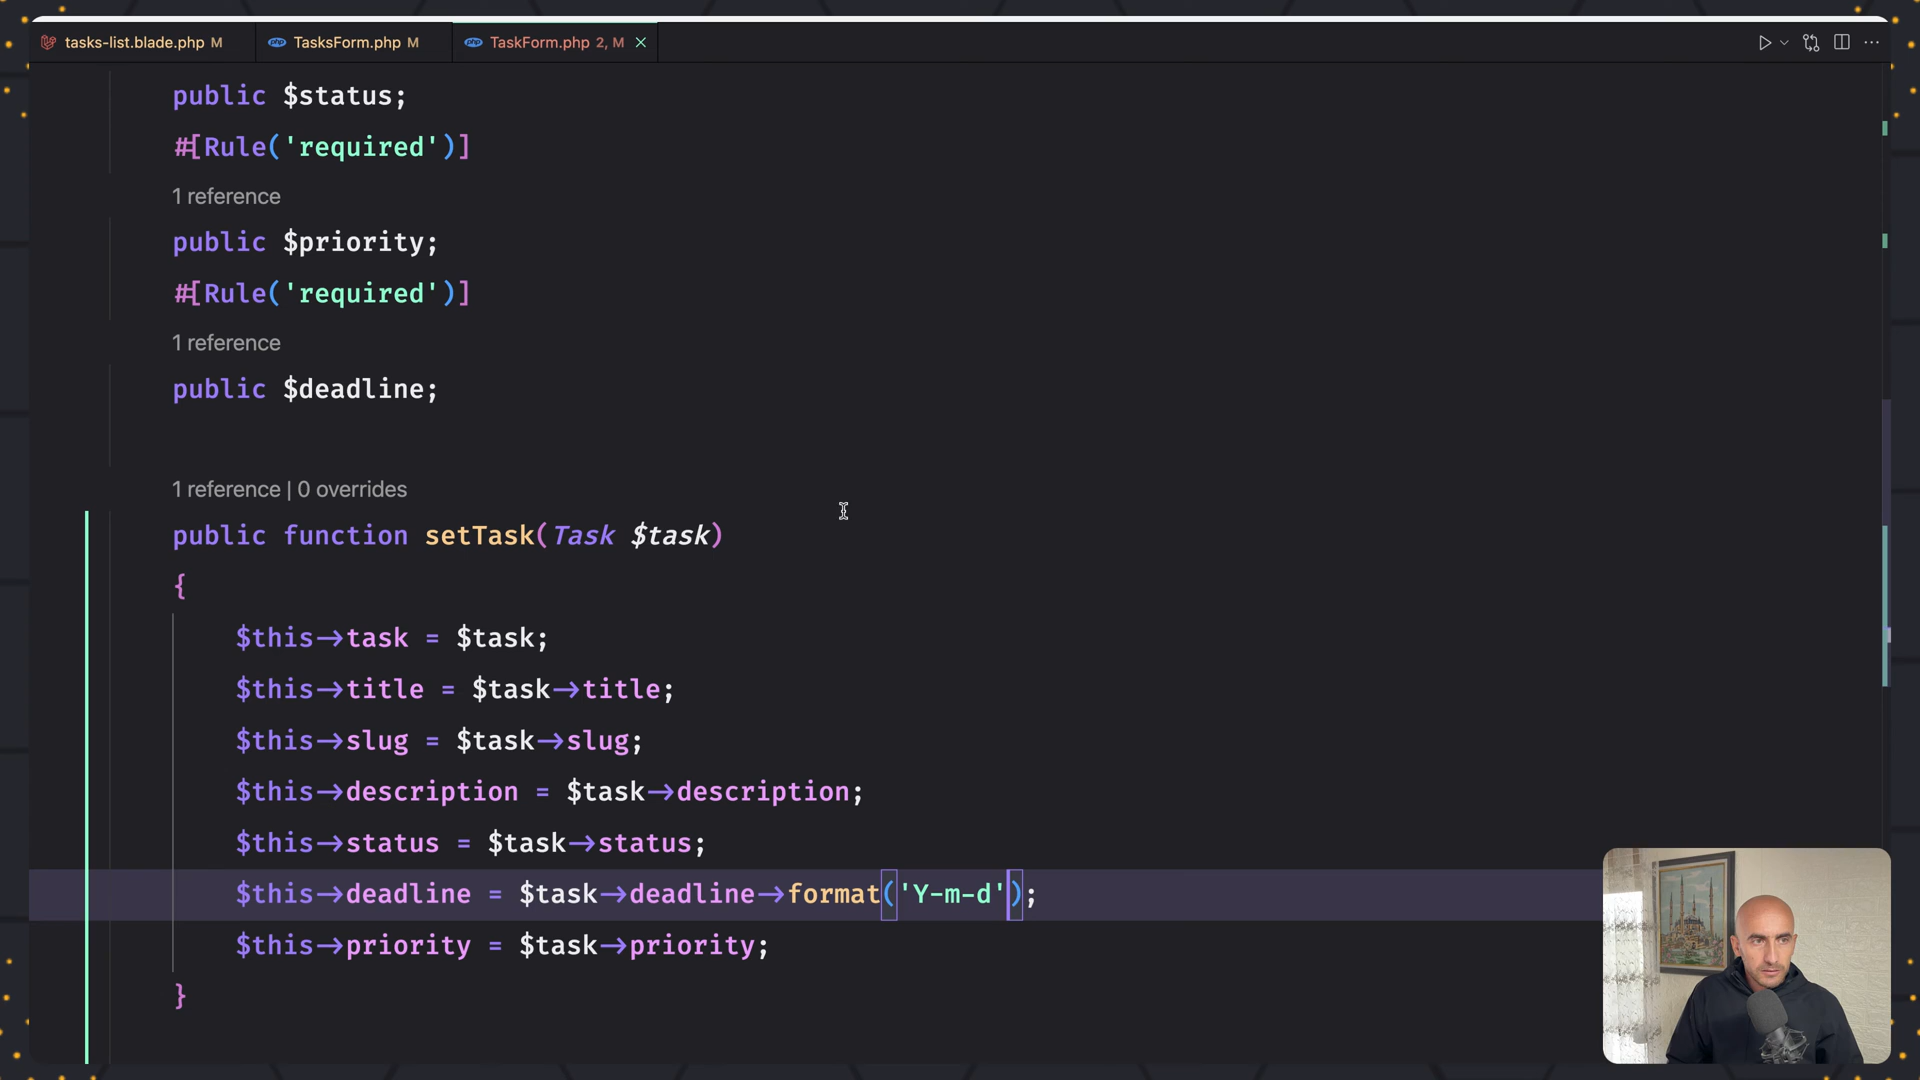 tasks-list.blade.php M
TasksForm.php M
TaskForm.php 2, M
public $status;
#[Rule('required')]
1 reference
public $priority;
#[Rule('required')]
1 reference
public $deadline;
1 reference | 0 overrides
public function setTask(Task $task)
{
$this->task = $task;
$this->title = $task->title;
$this->slug = $task->slug;
$this->description = $task->description;
$this->status = $task->status;
$this->deadline = $task->deadline->format('Y-m-d');
$this->priority = $task->priority;
}